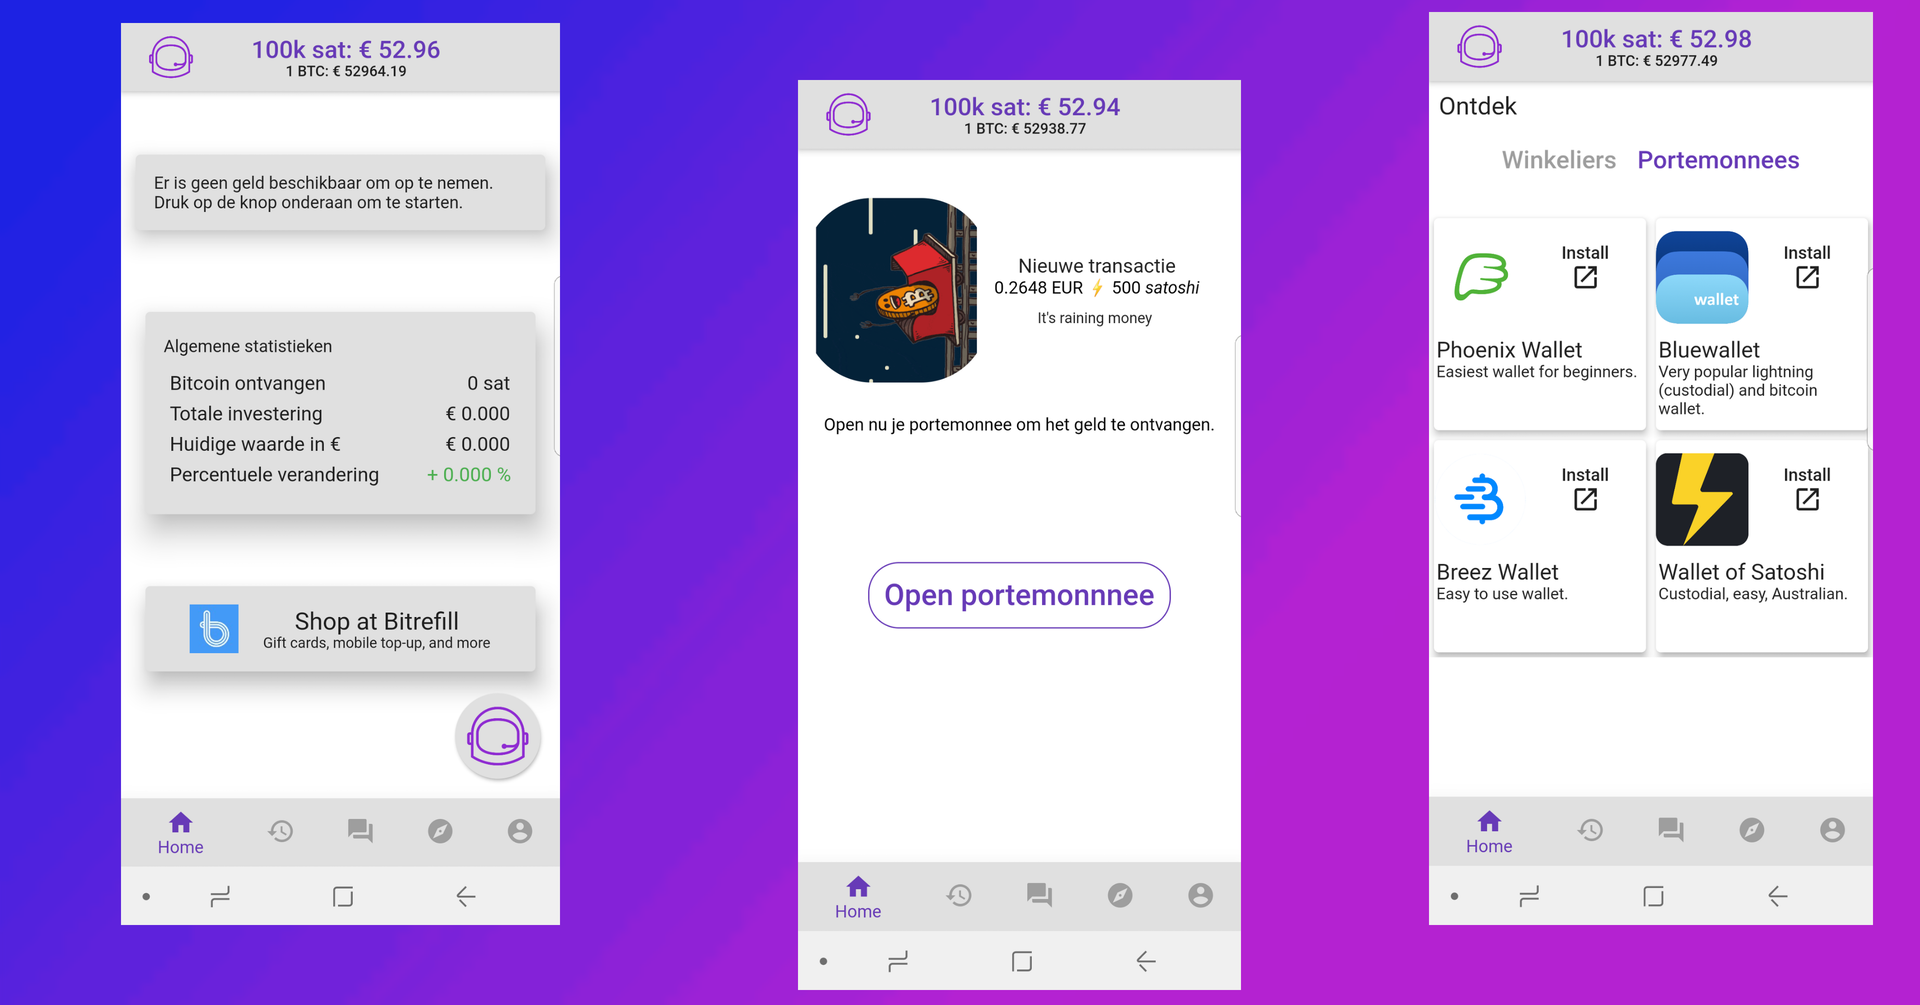 100k sat: € 52.96
1 BTC: € 52964.19
Er is geen geld beschikbaar om op te nemen.
Druk op de knop onderaan om te starten.
Algemene statistieken
Bitcoin ontvangen 0 sat
Totale investering € 0.000
Huidige waarde in € € 0.000
Percentuele verandering + 0.000 %
Shop at Bitrefill
Gift cards, mobile top-up, and more
Home
100k sat: € 52.94
1 BTC: € 52938.77
Nieuwe transactie
0.2648 EUR ⚡ 500 satoshi
It's raining money
Open nu je portemonnee om het geld te ontvangen.
Open portemonnnee
Home
100k sat: € 52.98
1 BTC: € 52977.49
Ontdek
Winkeliers Portemonnees
Install
Phoenix Wallet
Easiest wallet for beginners.
wallet
Install
Bluewallet
Very popular lightning
(custodial) and bitcoin
wallet.
Install
Breez Wallet
Easy to use wallet.
Install
Wallet of Satoshi
Custodial, easy, Australian.
Home